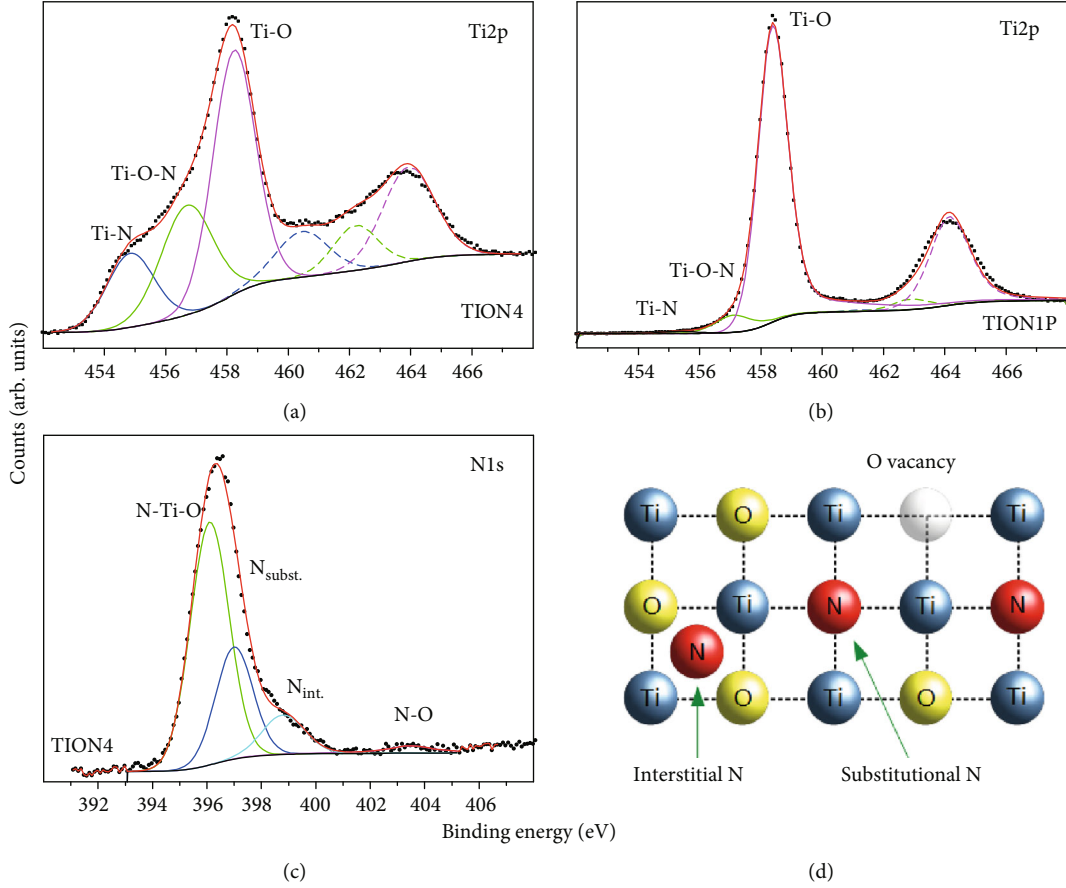 Ti-O
Ti2p
Ti-O-N
Ti-N
TION4
454 456 458 460 462 464 466
(a)
Ti-O
Ti2p
Ti-O-N
Ti-N
TION1P
454 456 458 460 462 464 466
(b)
Counts (arb. units)
N1s
N-Ti-O
N_subst.
N_int.
N-O
TION4
392 394 396 398 400 402 404 406
(c)
O vacancy
Ti O Ti Ti
O Ti N Ti N
N
Ti O Ti O Ti
Interstitial N
Substitutional N
(d)
Binding energy (eV)